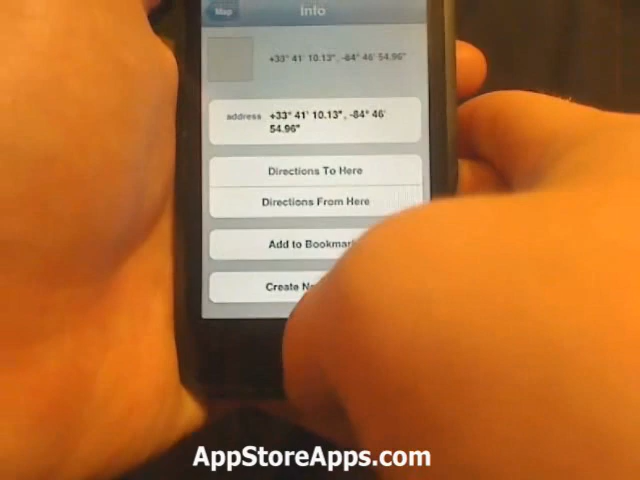 Map
Info
+33° 41' 10.13", -84° 46' 54.96"
address +33° 41' 10.13", -84° 46'
54.96"
Directions To Here
Directions From Here
Add to Bookmar
Create N
AppStoreApps.com